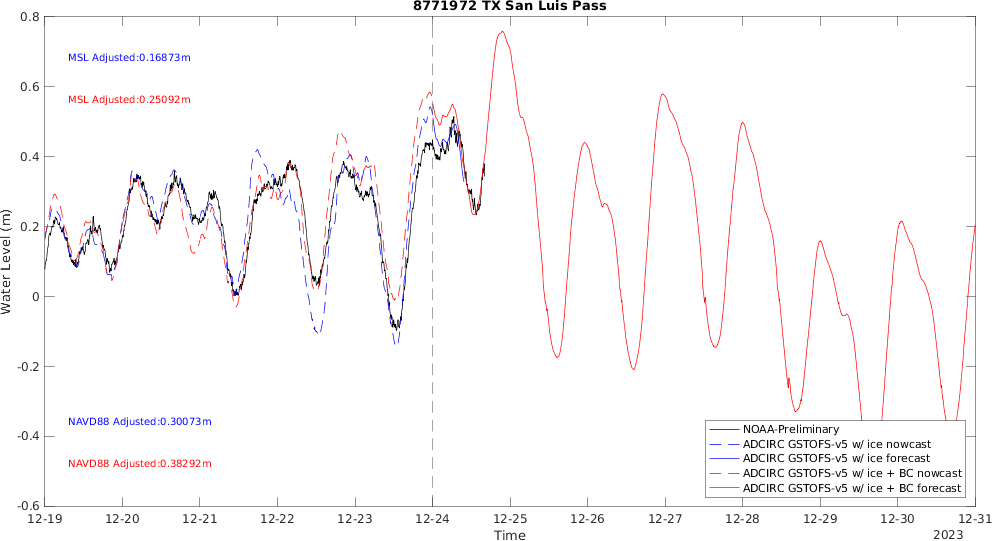 8771972 TX San Luis Pass
0.8
MSL Adjusted:0.16873m
0.6
MSL Adjusted:0.25092m
0.4
0.2
Water Level (m)
0
-0.2
NAVD88 Adjusted:0.30073m
-0.4
NAVD88 Adjusted:0.38292m
-0.6
NOAA-Preliminary
ADCIRC GSTOFS-v5 w/ ice nowcast
ADCIRC GSTOFS-v5 w/ ice forecast
ADCIRC GSTOFS-v5 w/ ice + BC nowcast
ADCIRC GSTOFS-v5 w/ ice + BC forecast
12-19 12-20 12-21 12-22 12-23 12-24 12-25 12-26 12-27 12-28 12-29 12-30 12-31
Time
2023